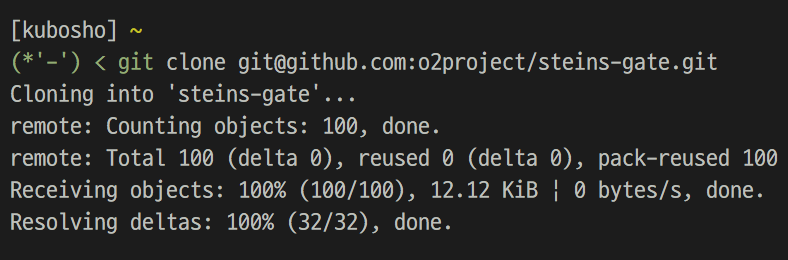 [kubosho] ~
(*'-') < git clone git@github.com:o2project/steins-gate.git
Cloning into 'steins-gate'...
remote: Counting objects: 100, done.
remote: Total 100 (delta 0), reused 0 (delta 0), pack-reused 100
Receiving objects: 100% (100/100), 12.12 KiB | 0 bytes/s, done.
Resolving deltas: 100% (32/32), done.